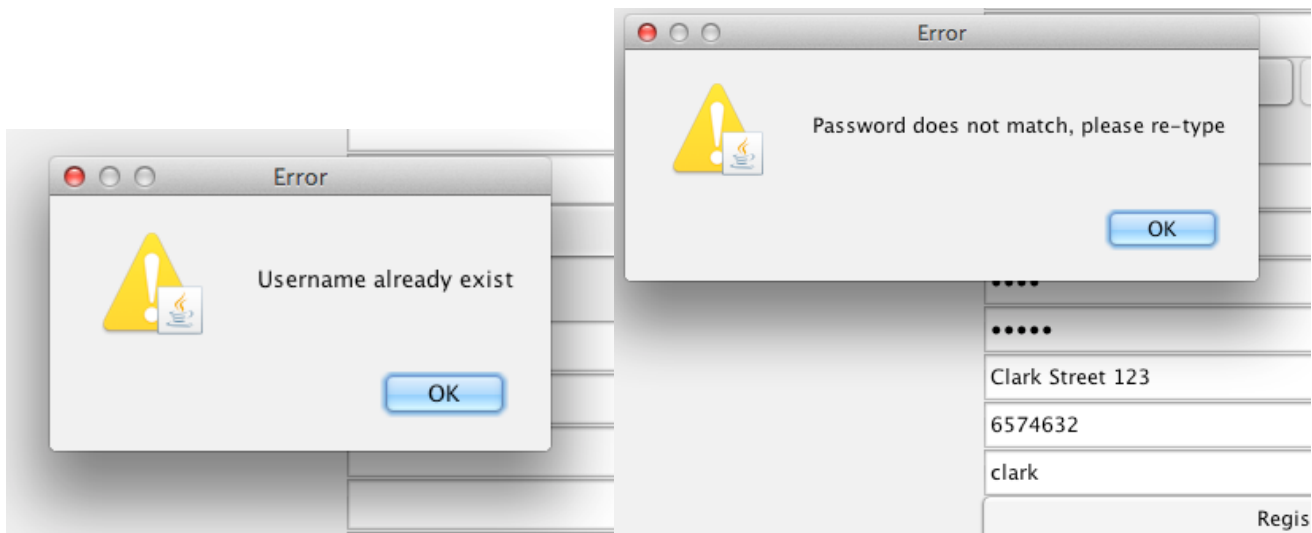 Error
Username already exist
OK
Error
Password does not match, please re-type
OK
••••
•••••
Clark Street 123
6574632
clark
Regis